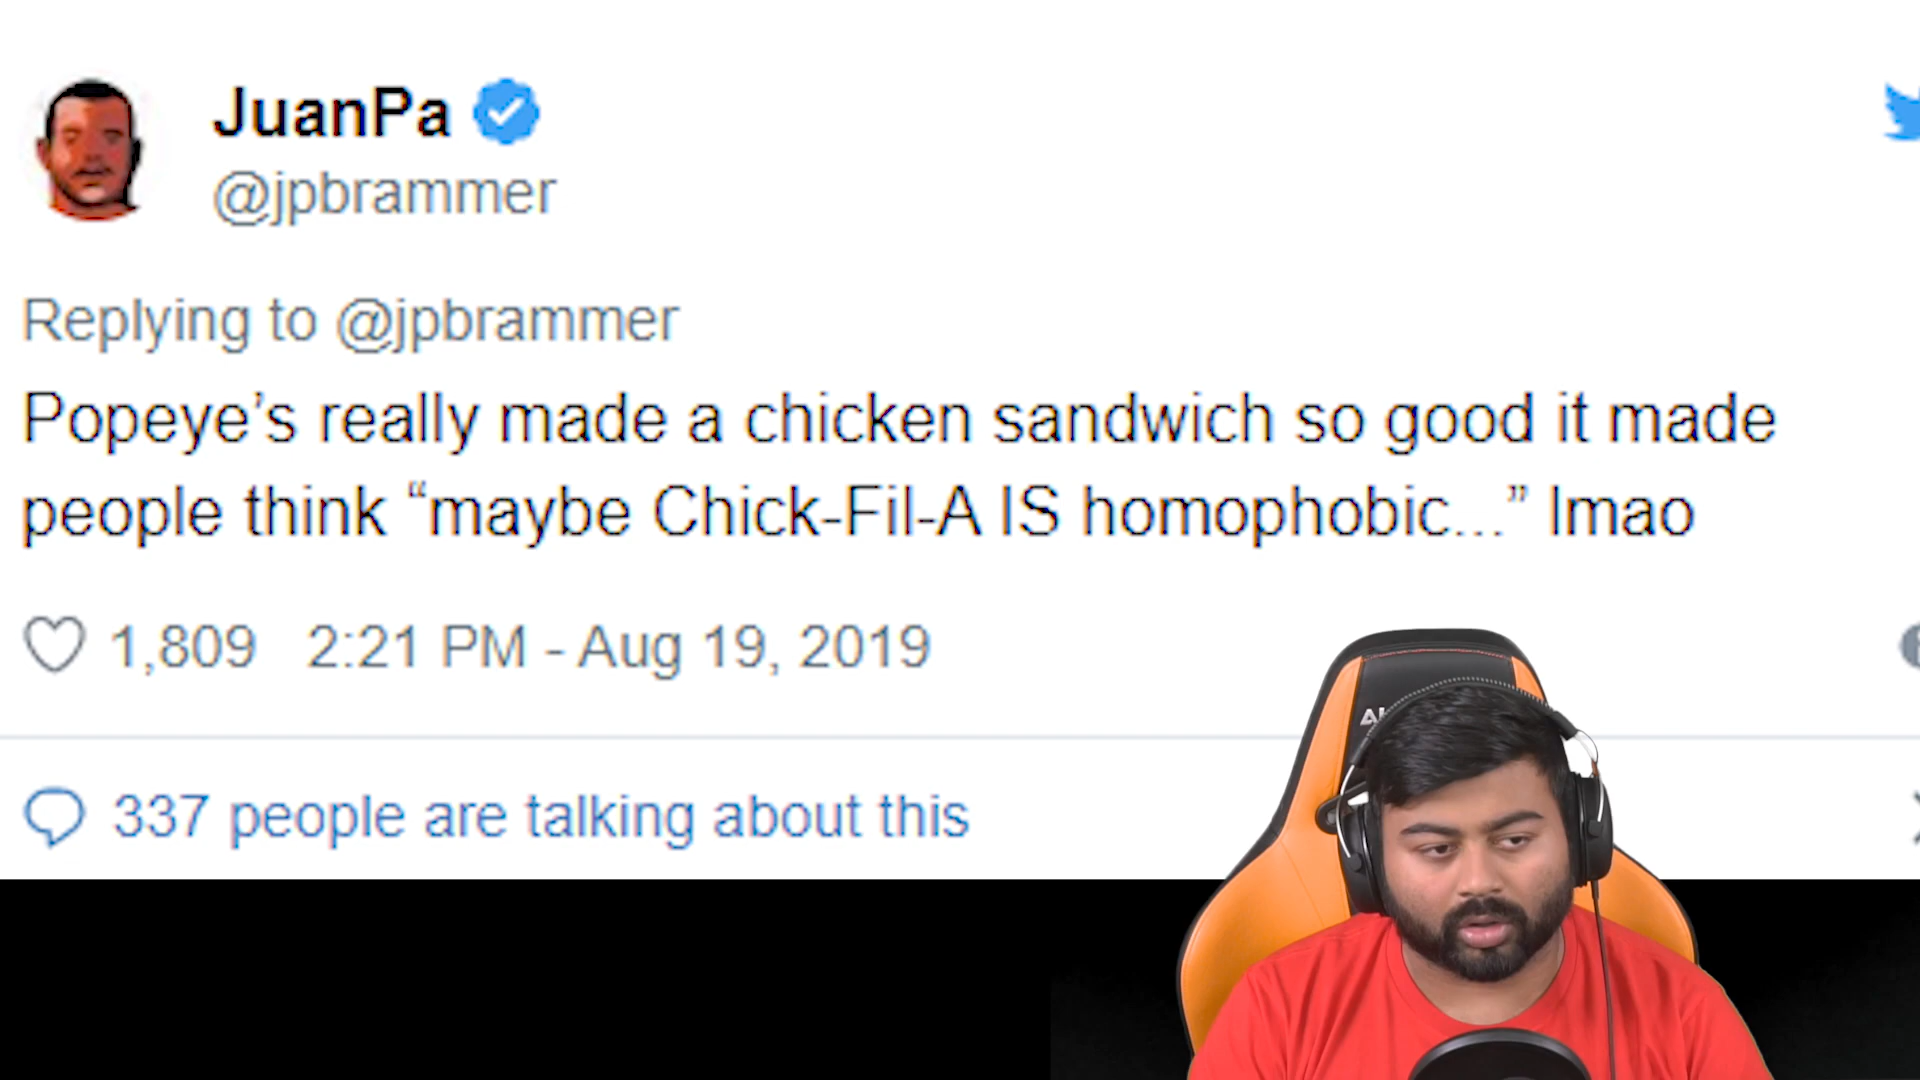 JuanPa
@jpbrammer
Replying to @jpbrammer
Popeye’s really made a chicken sandwich so good it made
people think “maybe Chick-Fil-A IS homophobic...” lmao
1,809 2:21 PM - Aug 19, 2019
337 people are talking about this